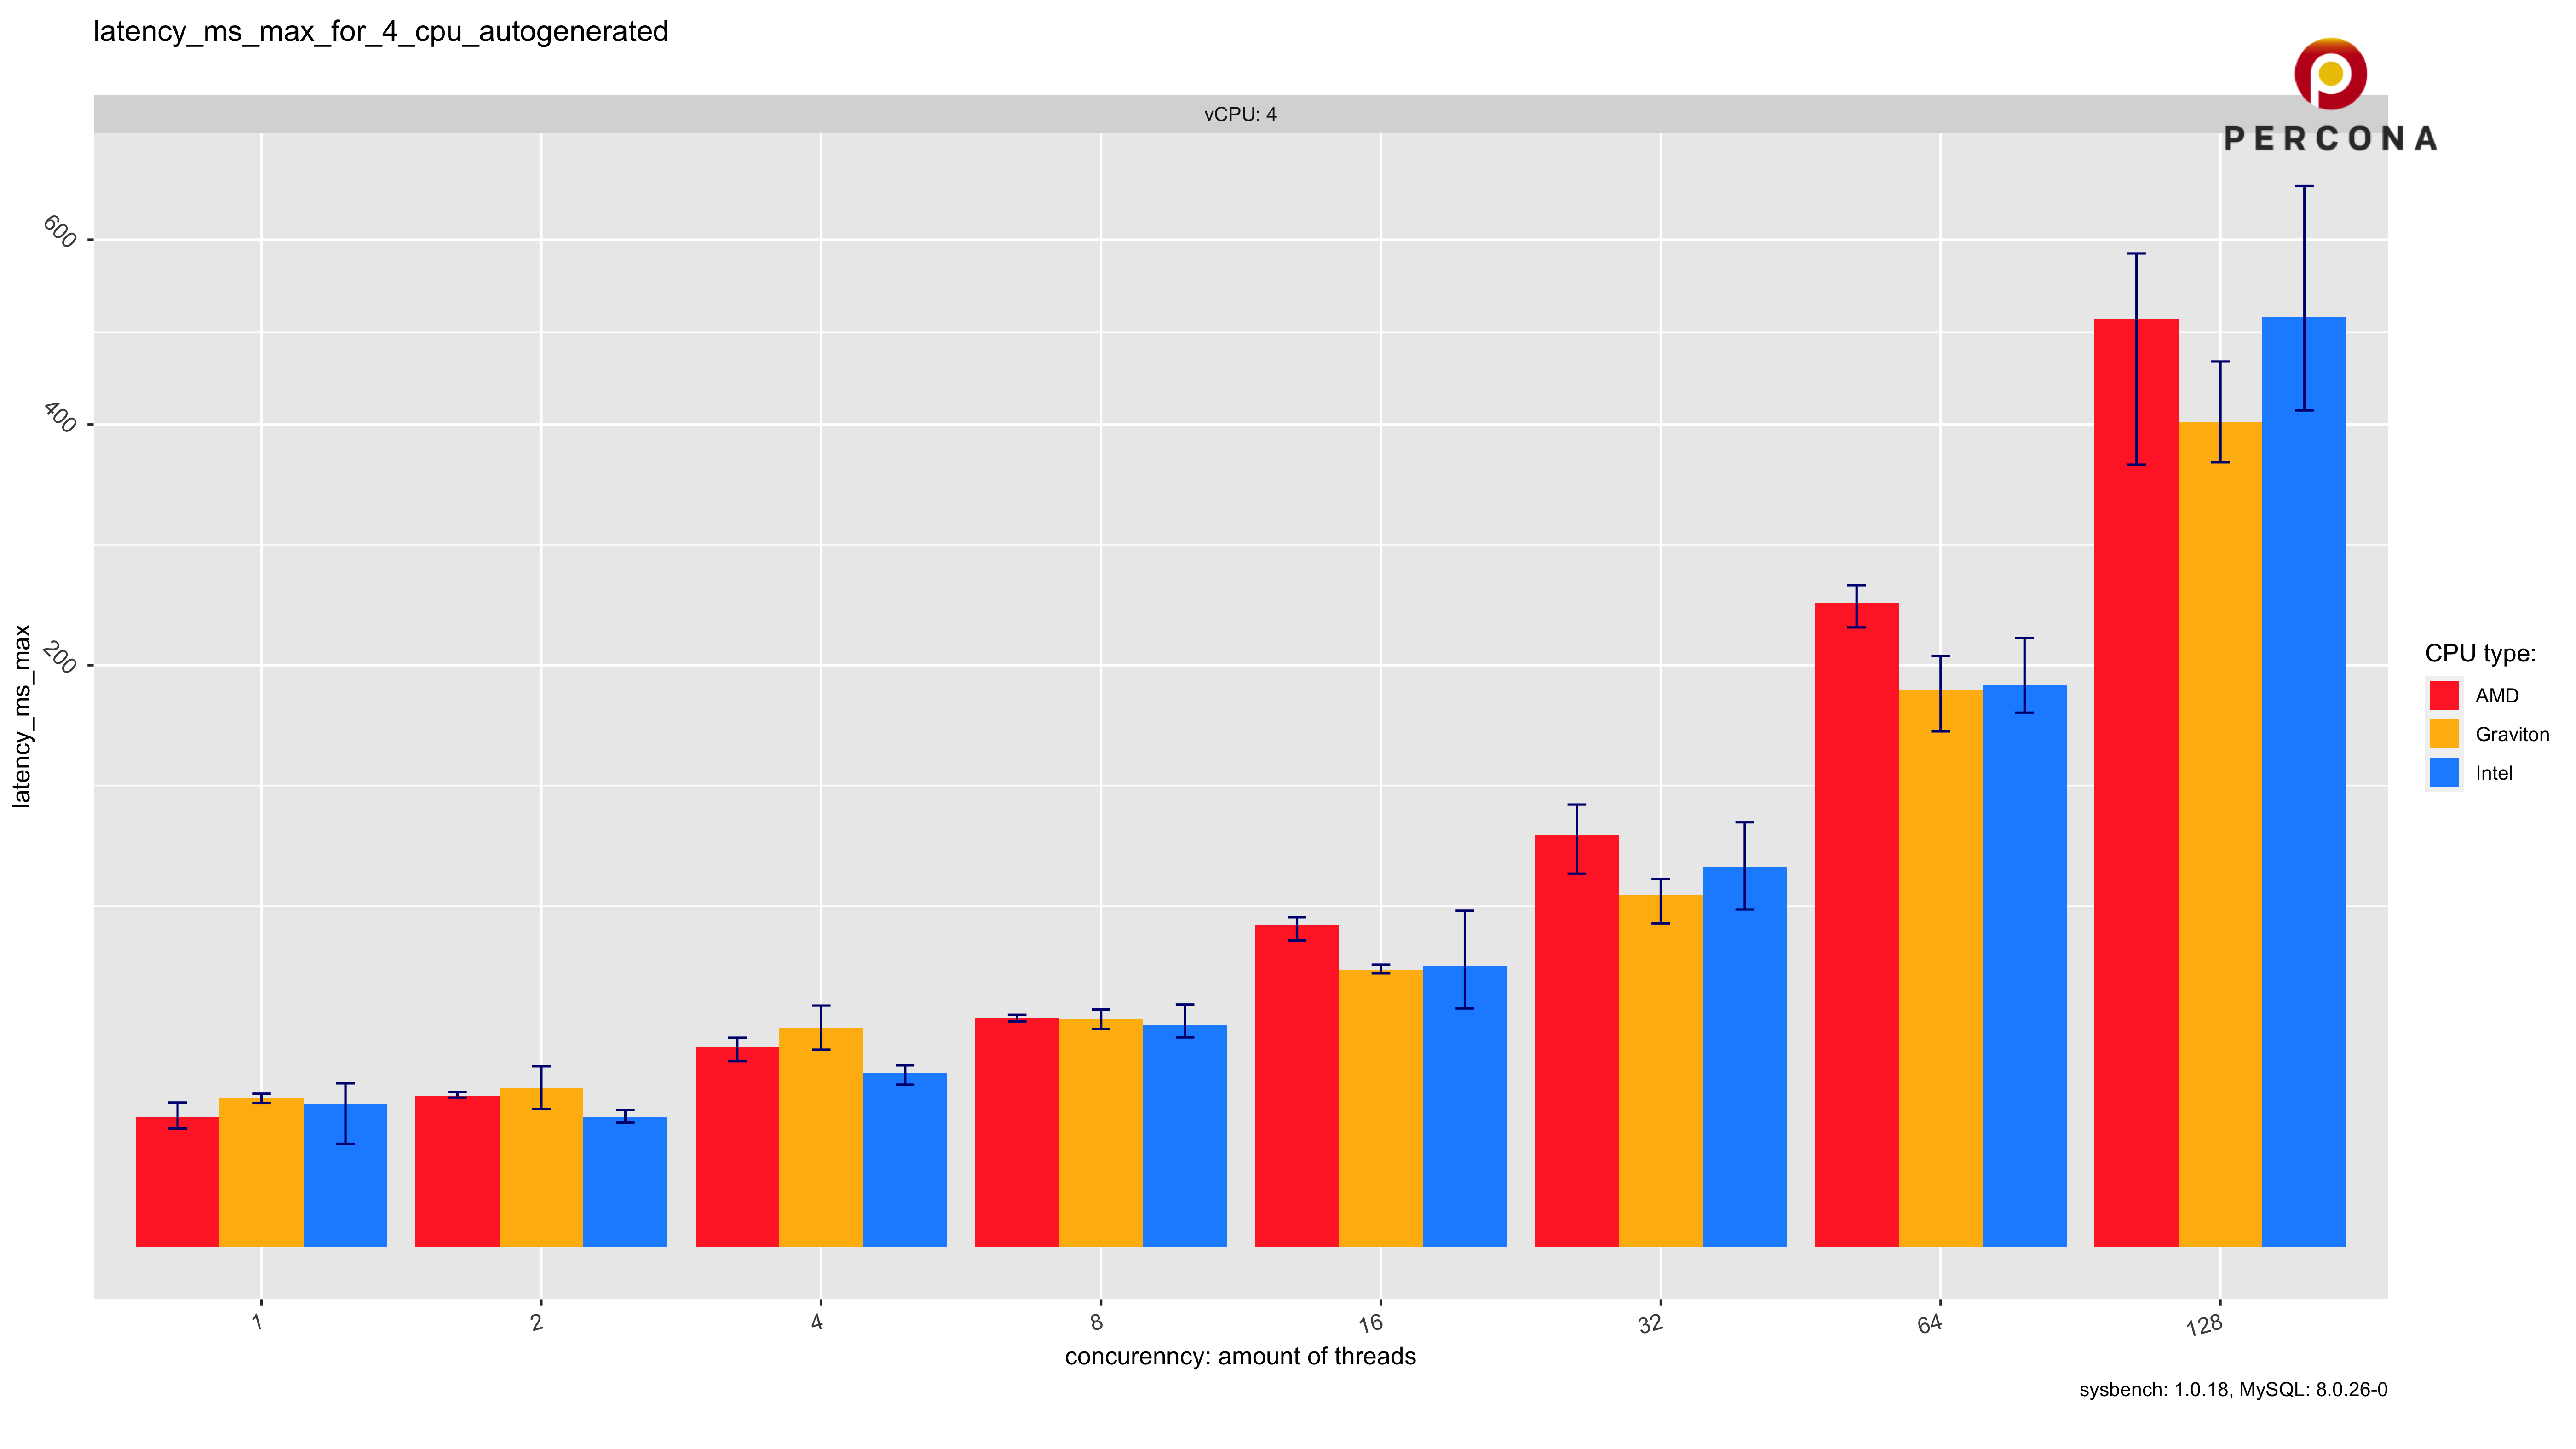 latency_ms_max_for_4_cpu_autogenerated
PERCONA
vCPU: 4
600
400
200
latency_ms_max
1
2
4
8
16
32
64
128
concurenncy: amount of threads
CPU type:
AMD
Graviton
Intel
sysbench: 1.0.18, MySQL: 8.0.26-0